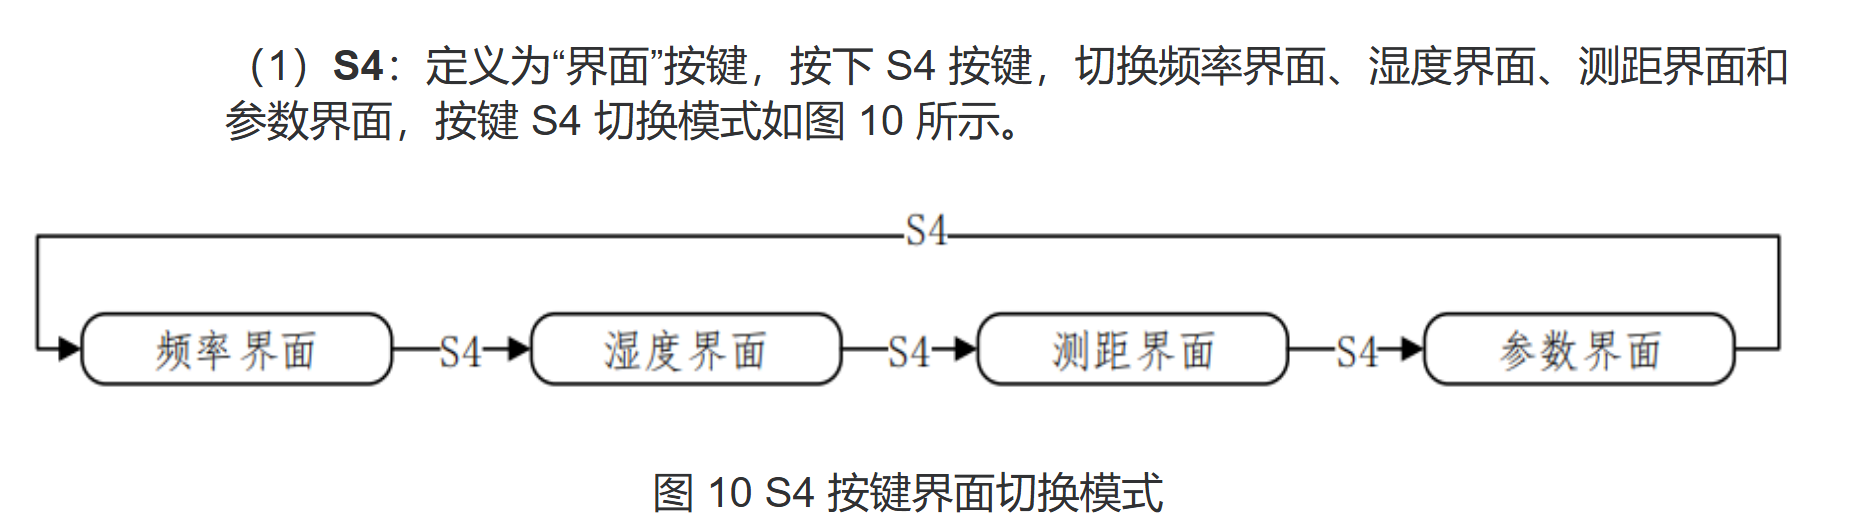 （1）S4：定义为“界面”按键，按下 S4 按键，切换频率界面、湿度界面、测距界面和
参数界面，按键 S4 切换模式如图 10 所示。
S4
频率界面 S4 湿度界面 S4 测距界面 S4 参数界面
图 10 S4 按键界面切换模式